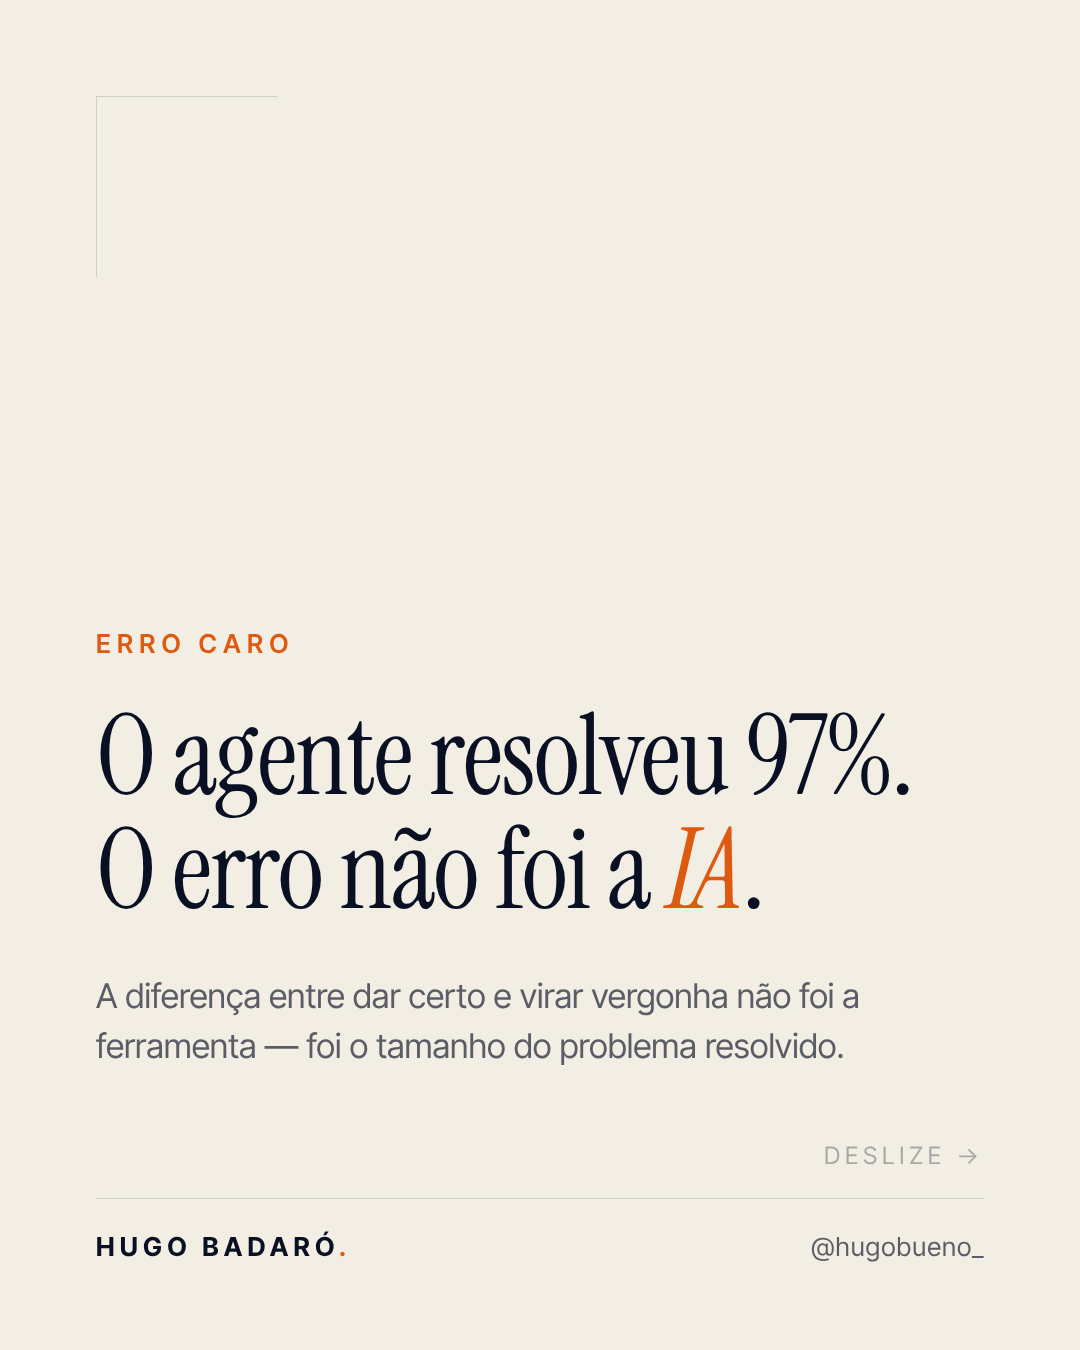 ERRO CARO
O agente resolveu 97%.
O erro não foi a IA.
A diferença entre dar certo e virar vergonha não foi a
ferramenta — foi o tamanho do problema resolvido.
DESLIZE →
HUGO BADARÓ.
@hugobueno_